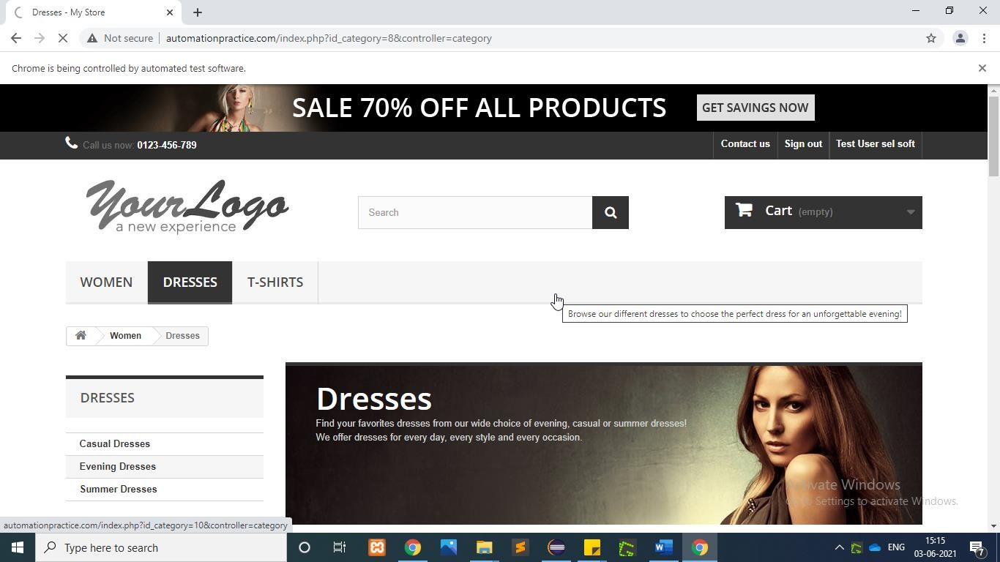 Dresses - My Store
Not secure
automationpractice.com/index.php?id_category=8&controller=category
Chrome is being controlled by automated test software.
SALE 70% OFF ALL PRODUCTS
GET SAVINGS NOW
Call us now: 0123-456-789
Contact us
Sign out
Test User sel soft
YourLogo
a new experience
Search
Cart (empty)
WOMEN
DRESSES
T-SHIRTS
Browse our different dresses to choose the perfect dress for an unforgettable evening!
Women
Dresses
DRESSES
Casual Dresses
Evening Dresses
Summer Dresses
Dresses
Find your favorites dresses from our wide choice of evening, casual or summer dresses!
We offer dresses for every day, every style and every occasion.
Activate Windows
Go to Settings to activate Windows.
automationpractice.com/index.php?id_category=10&controller=category
Type here to search
ENG
15:15
03-06-2021
7